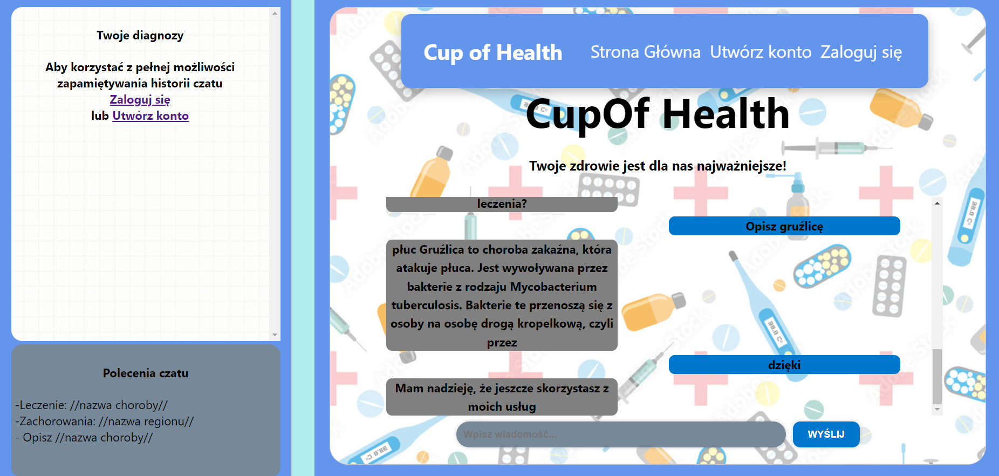 Twoje diagnozy
Aby korzystać z pełnej możliwości
zapamiętywania historii czatu
Zaloguj się
lub Utwórz konto
Polecenia czatu
-Leczenie: //nazwa choroby//
-Zachorowania: //nazwa regionu//
- Opisz //nazwa choroby//
Cup of Health Strona Główna Utwórz konto Zaloguj się
CupOf Health
Twoje zdrowie jest dla nas najważniejsze!
leczenia?
Opisz gruźlicę
płuc Gruźlica to choroba zakaźna, która
atakuje płuca. Jest wywoływana przez
bakterie z rodzaju Mycobacterium
tuberculosis. Bakterie te przenoszą się z
osoby na osobę drogą kropelkową, czyli
przez
dzięki
Mam nadzieję, że jeszcze skorzystasz z
moich usług
Wpisz wiadomość...
WYŚLIJ